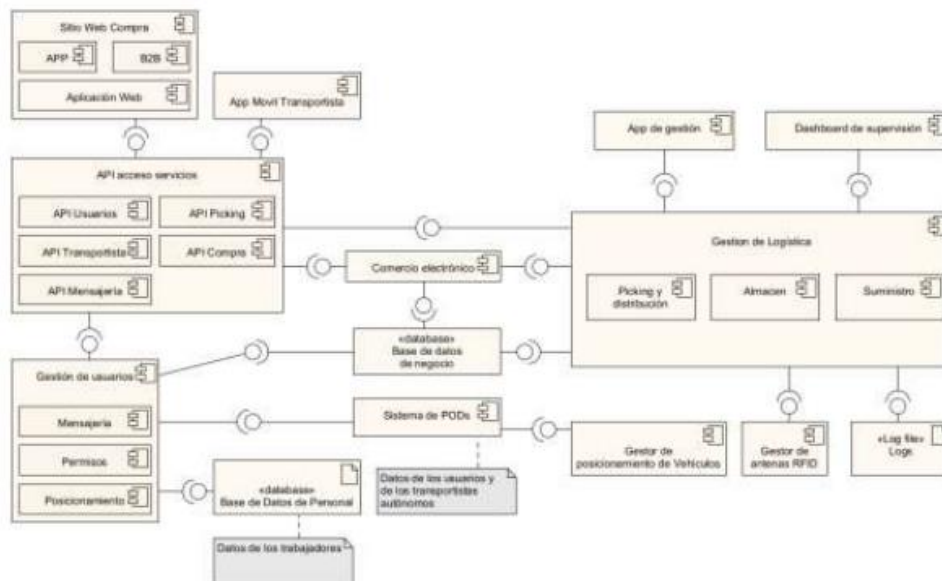 Sitio Web Compra
APP
B2B
Aplicación Web
App Movil Transportista
App de gestión
Dashboard de supervisión
API acceso servicios
API Usuarios
API Picking
API Transportista
API Compra
API Mensajería
Gestion de Logística
Picking y
distribución
Almacen
Suministro
Comercio electrónico
«database»
Base de datos
de negocio
Gestión de usuarios
Mensajería
Permisos
Posicionamiento
Sistema de PODs
Gestor de
posicionamiento de Vehículos
Gestor de
antenas RFID
«Log file»
Logs
«database»
Base de Datos de Personal
Datos de los usuarios y
de los transportistas
autónomos
Datos de los trabajadores